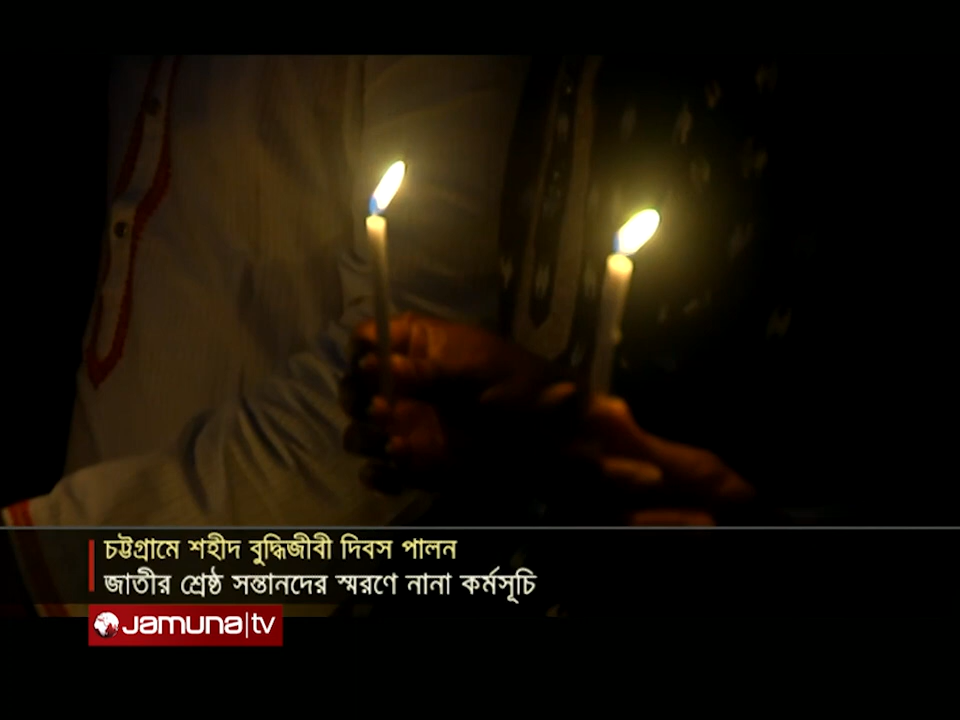 চট্টগ্রামে শহীদ বুদ্ধিজীবী দিবস পালন
জাতীর শ্রেষ্ঠ সন্তানদের স্মরণে নানা কর্মসূচি
Jamuna|tv